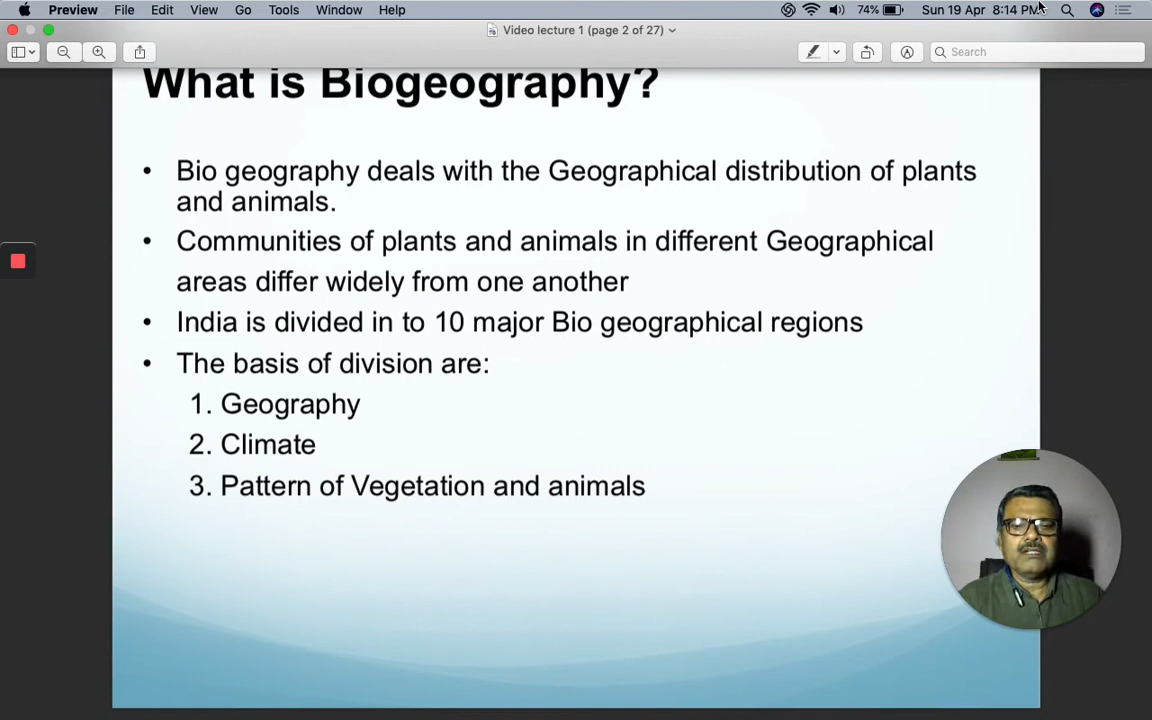 Preview File Edit View Go Tools Window Help 74% Sun 19 Apr 8:14 PM
Video lecture 1 (page 2 of 27)
Search
What is Biogeography?
• Bio geography deals with the Geographical distribution of plants
and animals.
• Communities of plants and animals in different Geographical
areas differ widely from one another
• India is divided in to 10 major Bio geographical regions
• The basis of division are:
1. Geography
2. Climate
3. Pattern of Vegetation and animals